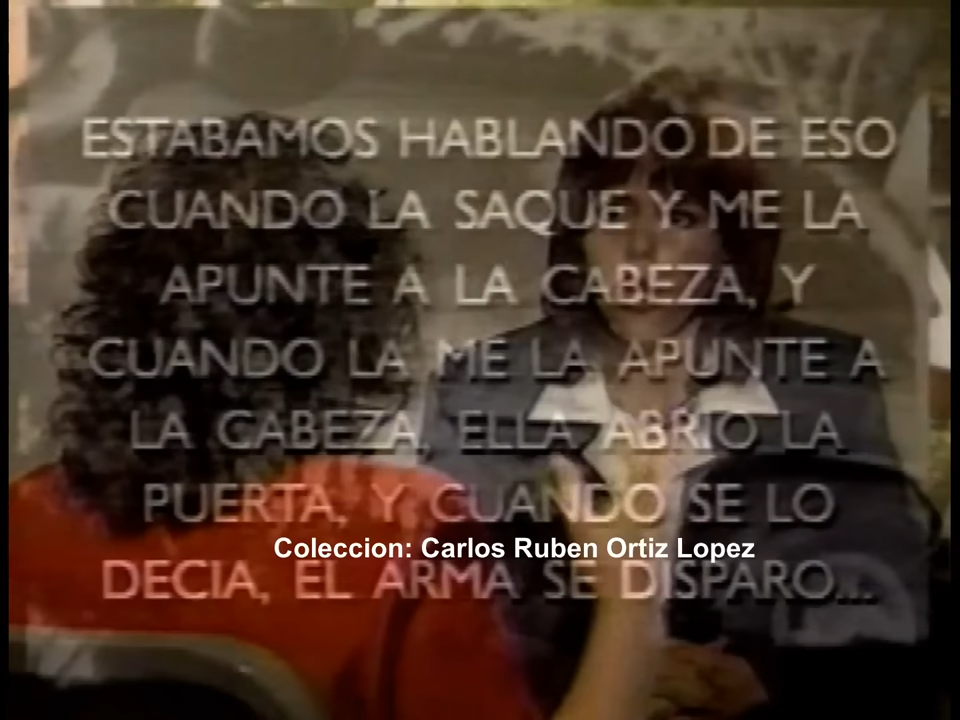 ESTABAMOS HABLANDO DE ESO
CUANDO LA SAQUE Y ME LA
APUNTE A LA CABEZA, Y
CUANDO LA ME LA APUNTE A
LA CABEZA, ELLA ABRIO LA
PUERTA, Y CUANDO SE LO
Coleccion: Carlos Ruben Ortiz Lopez
DECIA, EL ARMA SE DISPARO...